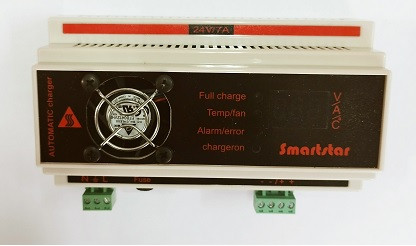 24V/7A
AUTOMATIC charger
Full charge
Temp/fan
Alarm/error
chargeron
V
A
%C
Smartstar
N L
Fuse